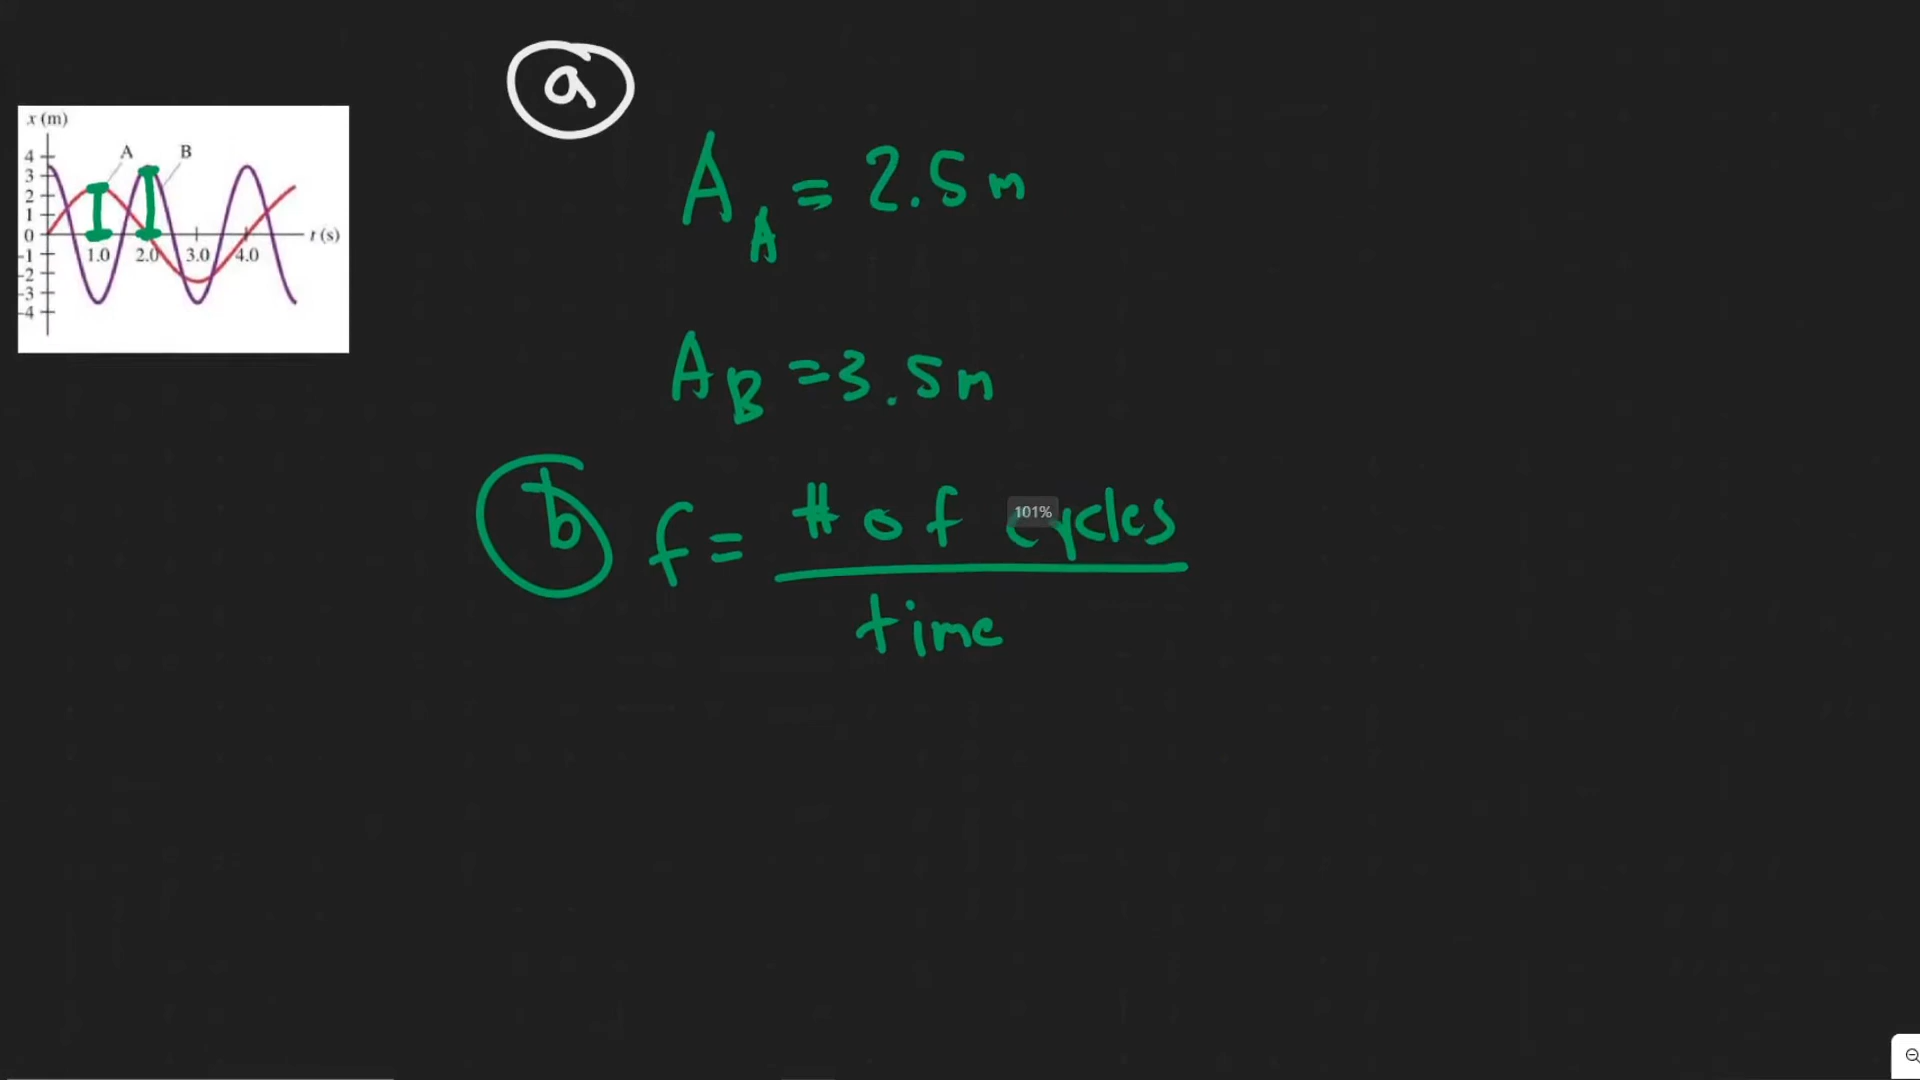 a
x (m)
A B
4
3
2
1
0
-1
-2
-3
-4
1.0 2.0 3.0 4.0
t (s)
A_A = 2.5 m
A_B = 3.5 m
b f = # of cycles
time
101%